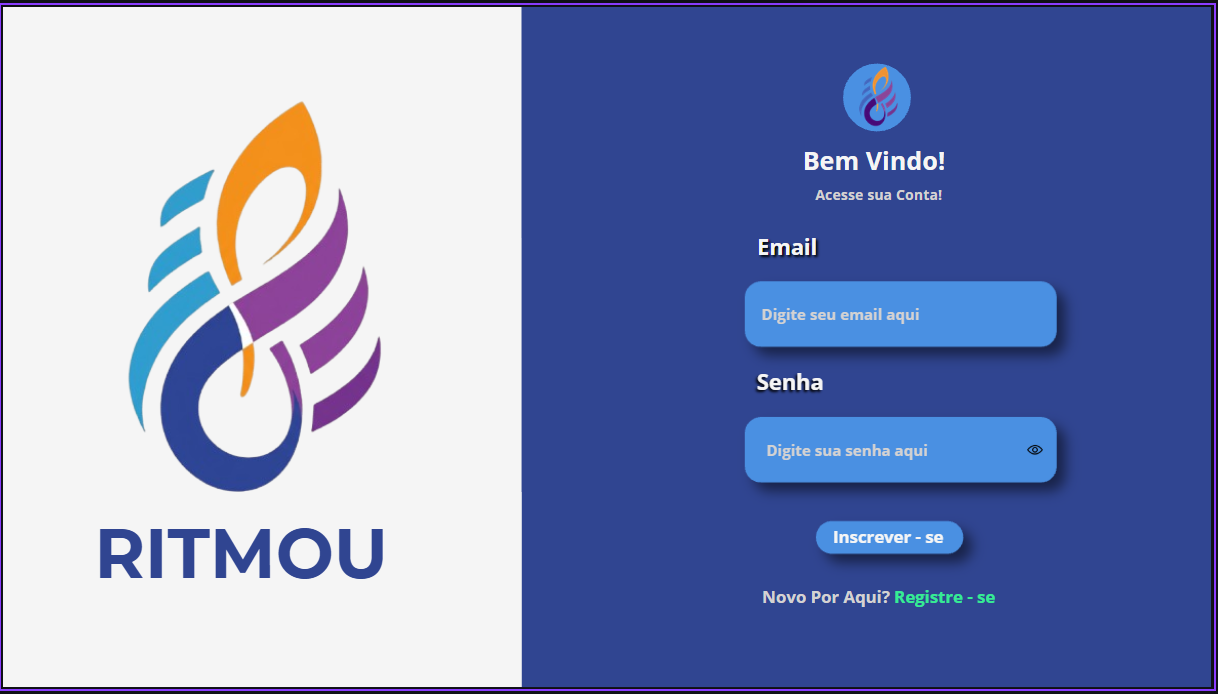 RITMOU
Bem Vindo!
Acesse sua Conta!
Email
Digite seu email aqui
Senha
Digite sua senha aqui
Inscrever - se
Novo Por Aqui? Registre - se